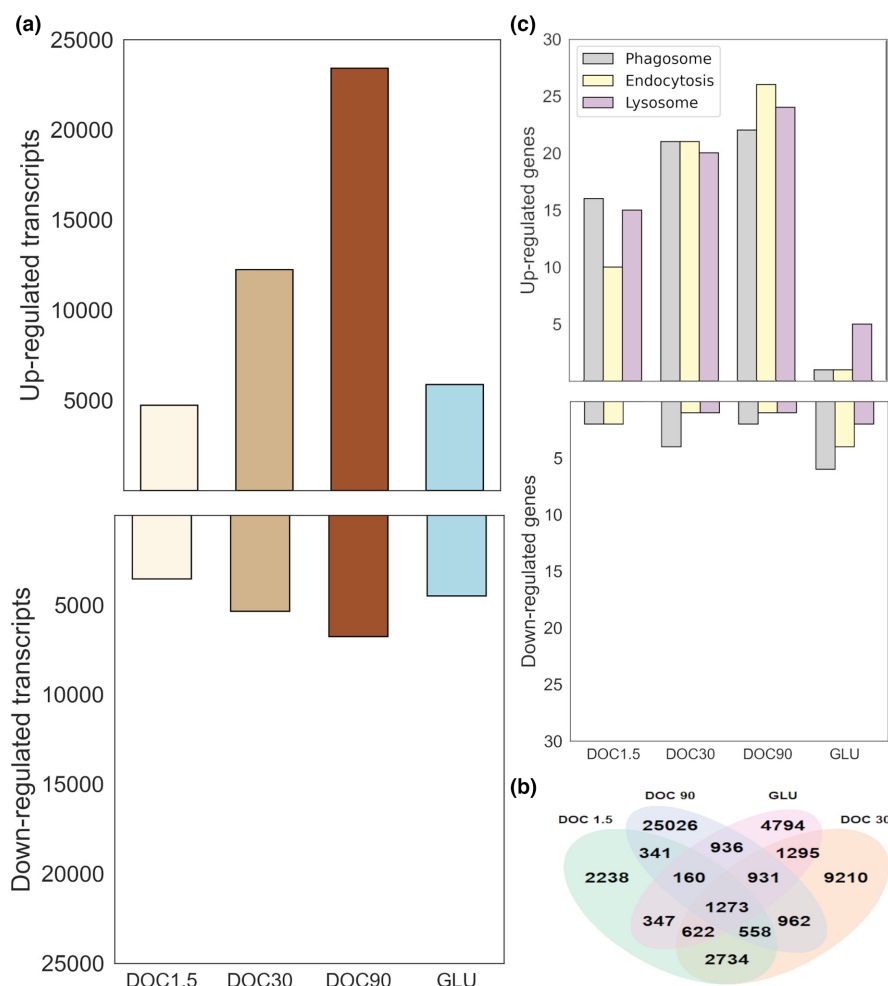 (a)
25000
20000
15000
10000
5000
Up-regulated transcripts
5000
10000
15000
20000
25000
Down-regulated transcripts
DOC1.5 DOC30 DOC90 GLU
(c)
30
25
20
15
10
5
Up-regulated genes
Phagosome
Endocytosis
Lysosome
5
10
15
20
25
30
Down-regulated genes
DOC1.5 DOC30 DOC90 GLU
(b)
DOC 90 GLU
DOC 1.5 DOC 30
25026 4794
341 936 1295
2238 160 931 9210
1273
347 622 558 962
2734